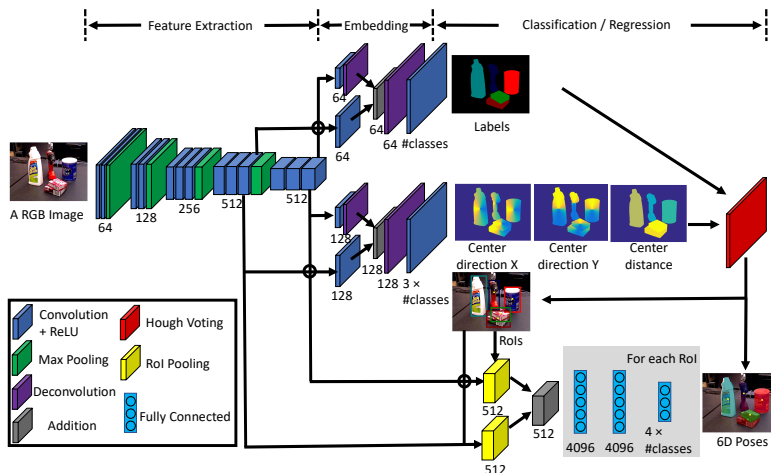 Feature Extraction
Embedding
Classification / Regression
64
64
64
64
#classes
Labels
A RGB Image
64
128
256
512
512
128
128
128
128
3 ×
#classes
Center
direction X
Center
direction Y
Center
distance
RoIs
Convolution
+ ReLU
Hough Voting
Max Pooling
RoI Pooling
Deconvolution
Addition
Fully Connected
512
512
512
For each RoI
4096
4096
4 ×
#classes
6D Poses